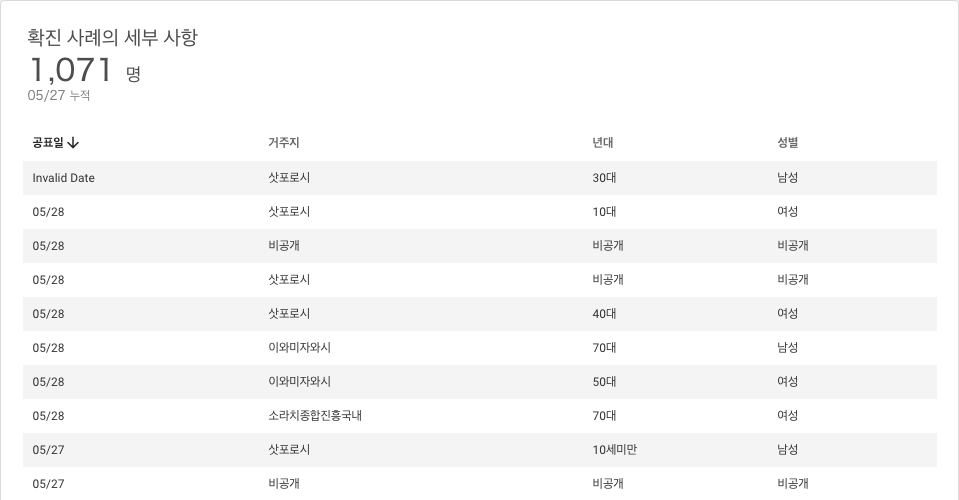 확진 사례의 세부 사항
1,071 명
05/27 누적
공표일 거주지 년대 성별
Invalid Date 삿포로시 30대 남성
05/28 삿포로시 10대 여성
05/28 비공개 비공개 비공개
05/28 삿포로시 비공개 비공개
05/28 삿포로시 40대 여성
05/28 이와미자와시 70대 남성
05/28 이와미자와시 50대 여성
05/28 소라치종합진흥국내 70대 여성
05/27 삿포로시 10세미만 남성
05/27 비공개 비공개 비공개